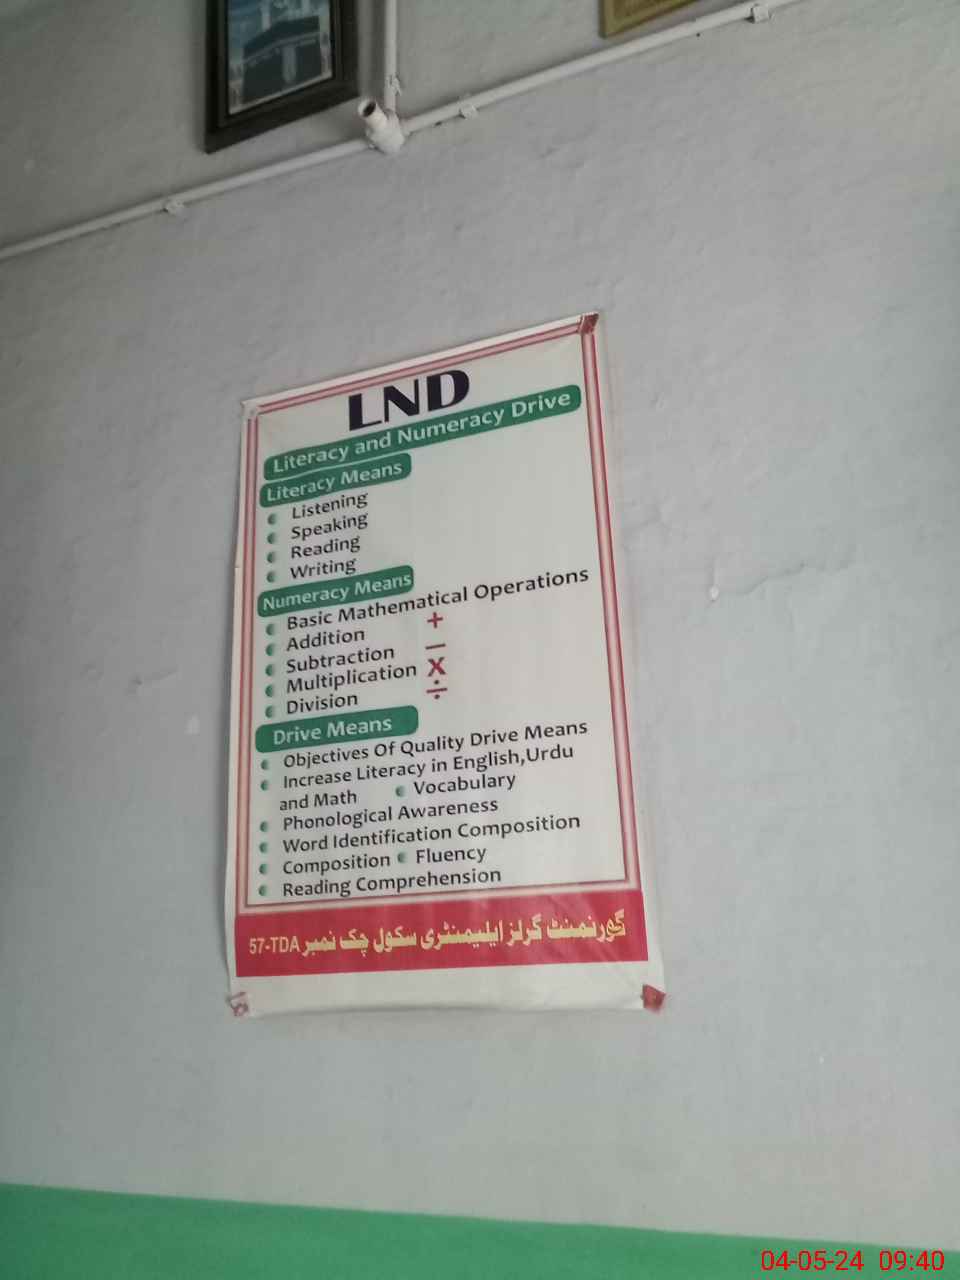 LND
Literacy and Numeracy Drive
Literacy Means
Listening
Speaking
Reading
Writing
Numeracy Means
Basic Mathematical Operations
Addition +
Subtraction −
Multiplication X
Division ÷
Drive Means
Objectives Of Quality Drive Means
Increase Literacy in English,Urdu
and Math Vocabulary
Phonological Awareness
Word Identification Composition
Composition Fluency
Reading Comprehension
گورنمنٹ گرلز ایلیمنٹری سکول چک نمبر 57-TDA
04-05-24 09:40